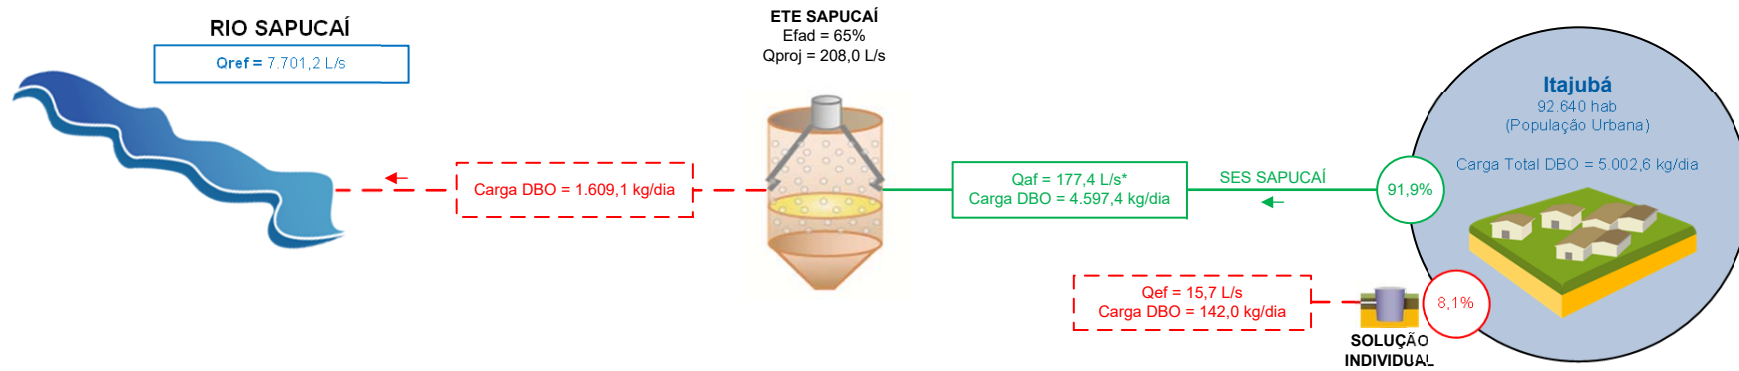 RIO SAPUCAÍ
Qref = 7.701,2 L/s
ETE SAPUCAÍ
Efad = 65%
Qproj = 208,0 L/s
Carga DBO = 1.609,1 kg/dia
Qaf = 177,4 L/s*
Carga DBO = 4.597,4 kg/dia
SES SAPUCAÍ
91,9%
Itajubá
92.640 hab
(População Urbana)
Carga Total DBO = 5.002,6 kg/dia
Qef = 15,7 L/s
Carga DBO = 142,0 kg/dia
8,1%
SOLUÇÃO
INDIVIDUAL